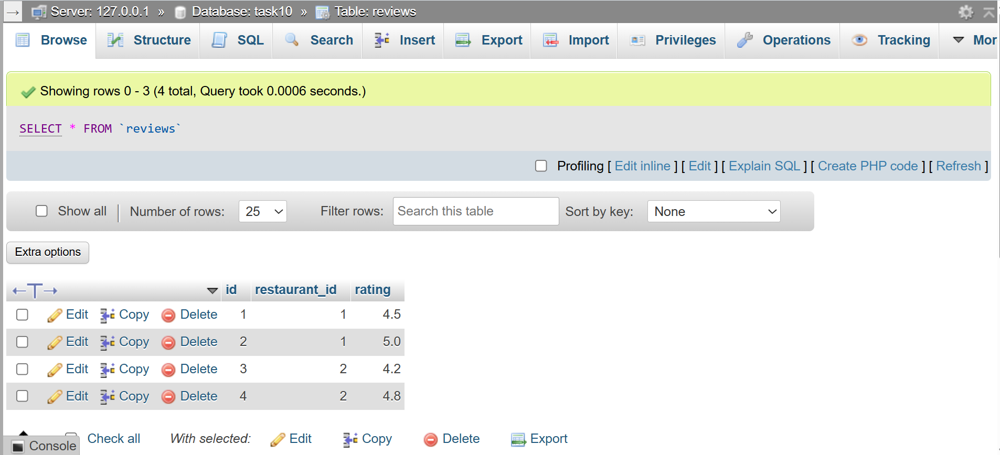 Server: 127.0.0.1 » Database: task10 » Table: reviews
Browse Structure SQL Search Insert Export Import Privileges Operations Tracking Mor
Showing rows 0 - 3 (4 total, Query took 0.0006 seconds.)
SELECT * FROM `reviews`
Profiling [ Edit inline ] [ Edit ] [ Explain SQL ] [ Create PHP code ] [ Refresh ]
Show all | Number of rows: 25 Filter rows: Search this table Sort by key: None
Extra options
←T→ id restaurant_id rating
Edit Copy Delete 1 1 4.5
Edit Copy Delete 2 1 5.0
Edit Copy Delete 3 2 4.2
Edit Copy Delete 4 2 4.8
Check all With selected: Edit Copy Delete Export
Console